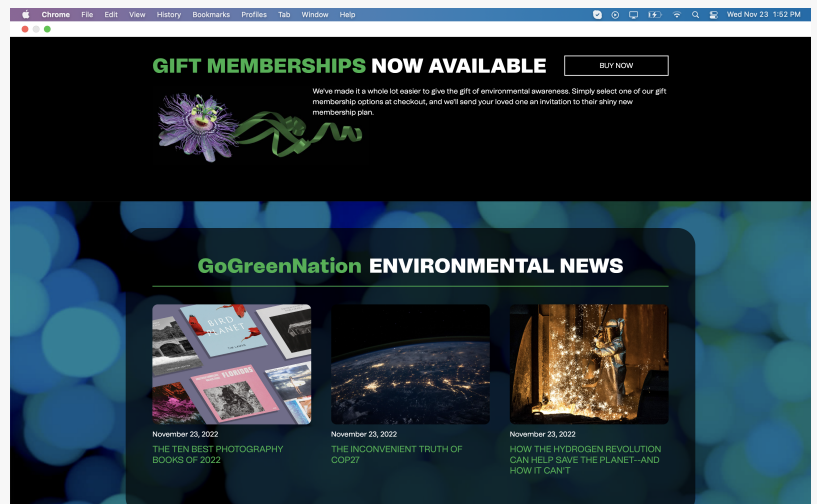 Chrome File Edit View History Bookmarks Profiles Tab Window Help Wed Nov 23 1:52 PM
GIFT MEMBERSHIPS NOW AVAILABLE
BUY NOW
We've made it a whole lot easier to give the gift of environmental awareness. Simply select one of our gift
membership options at checkout, and we'll send your loved one an invitation to their shiny new
membership plan.
GoGreenNation ENVIRONMENTAL NEWS
BIRD
PLANET
FLORIDAS
November 23, 2022
THE TEN BEST PHOTOGRAPHY
BOOKS OF 2022
November 23, 2022
THE INCONVENIENT TRUTH OF
COP27
November 23, 2022
HOW THE HYDROGEN REVOLUTION
CAN HELP SAVE THE PLANET--AND
HOW IT CAN'T